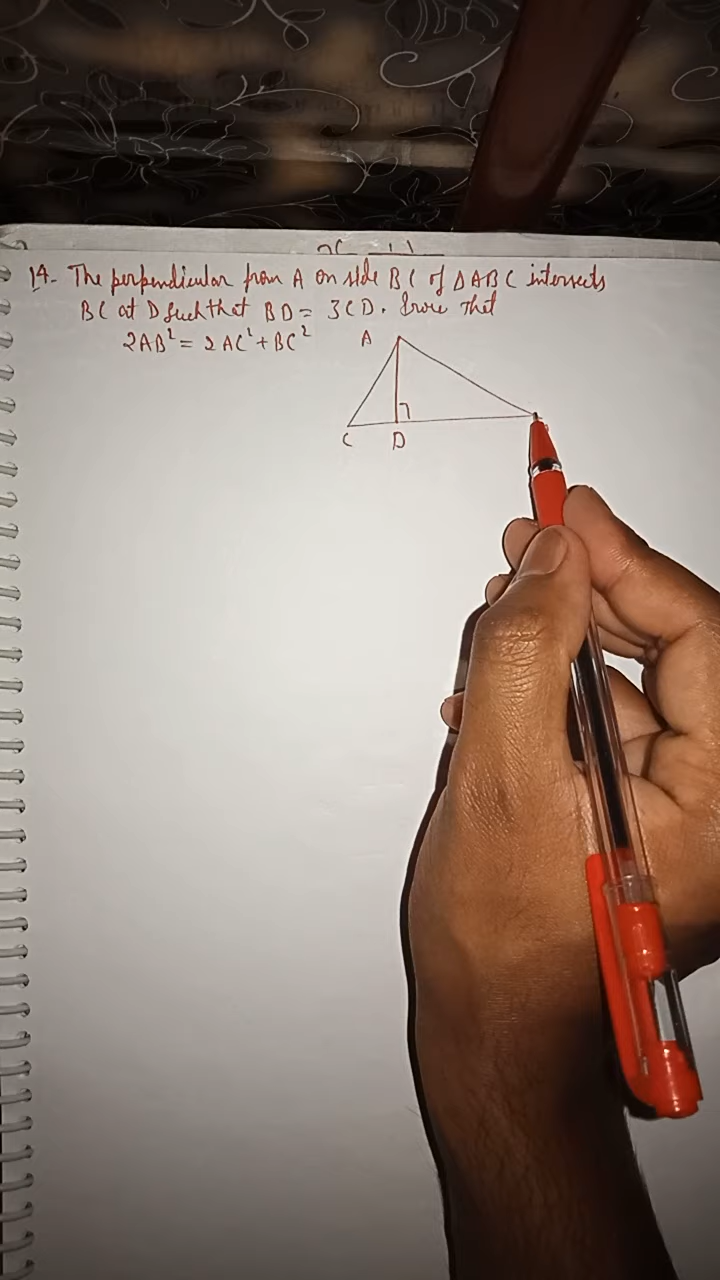 14. The perpendicular from A on side BC of ΔABC intersects
BC at D such that BD = 3CD. Prove that
2AB² = 2AC² + BC²
A
C D